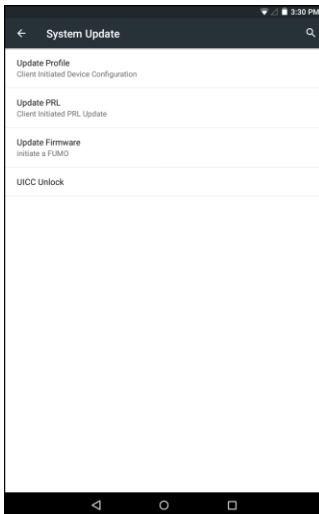 3:30 PM
System Update
Update Profile
Client Initiated Device Configuration
Update PRL
Client Initiated PRL Update
Update Firmware
initiate a FUMO
UICC Unlock